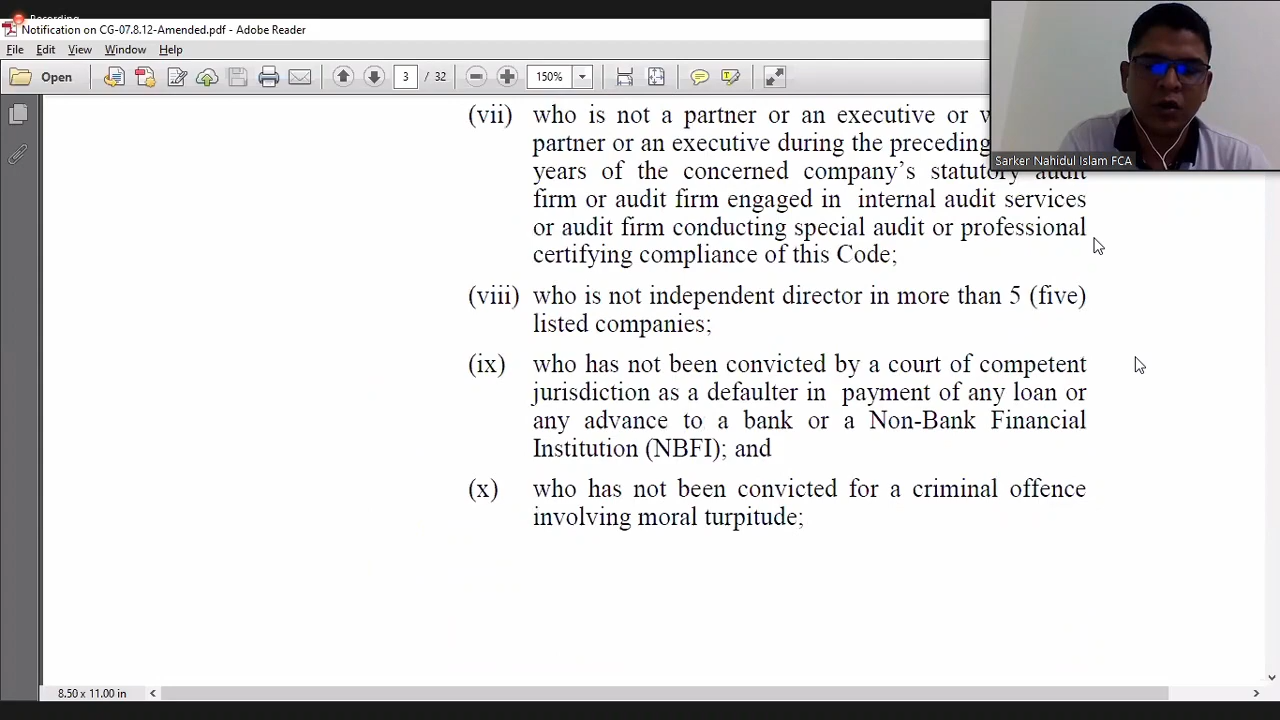 Recording
Notification on CG-07.8.12-Amended.pdf - Adobe Reader
File Edit View Window Help
Open 3 / 32 150%
Sarker Nahidul Islam FCA
(vii) who is not a partner or an executive or
partner or an executive during the preceding
years of the concerned company's statutory audit
firm or audit firm engaged in internal audit services
or audit firm conducting special audit or professional
certifying compliance of this Code;
(viii) who is not independent director in more than 5 (five)
listed companies;
(ix) who has not been convicted by a court of competent
jurisdiction as a defaulter in payment of any loan or
any advance to a bank or a Non-Bank Financial
Institution (NBFI); and
(x) who has not been convicted for a criminal offence
involving moral turpitude;
8.50 x 11.00 in